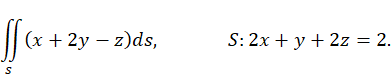 ∬ₛ (x + 2y − z)ds, S: 2x + y + 2z = 2.